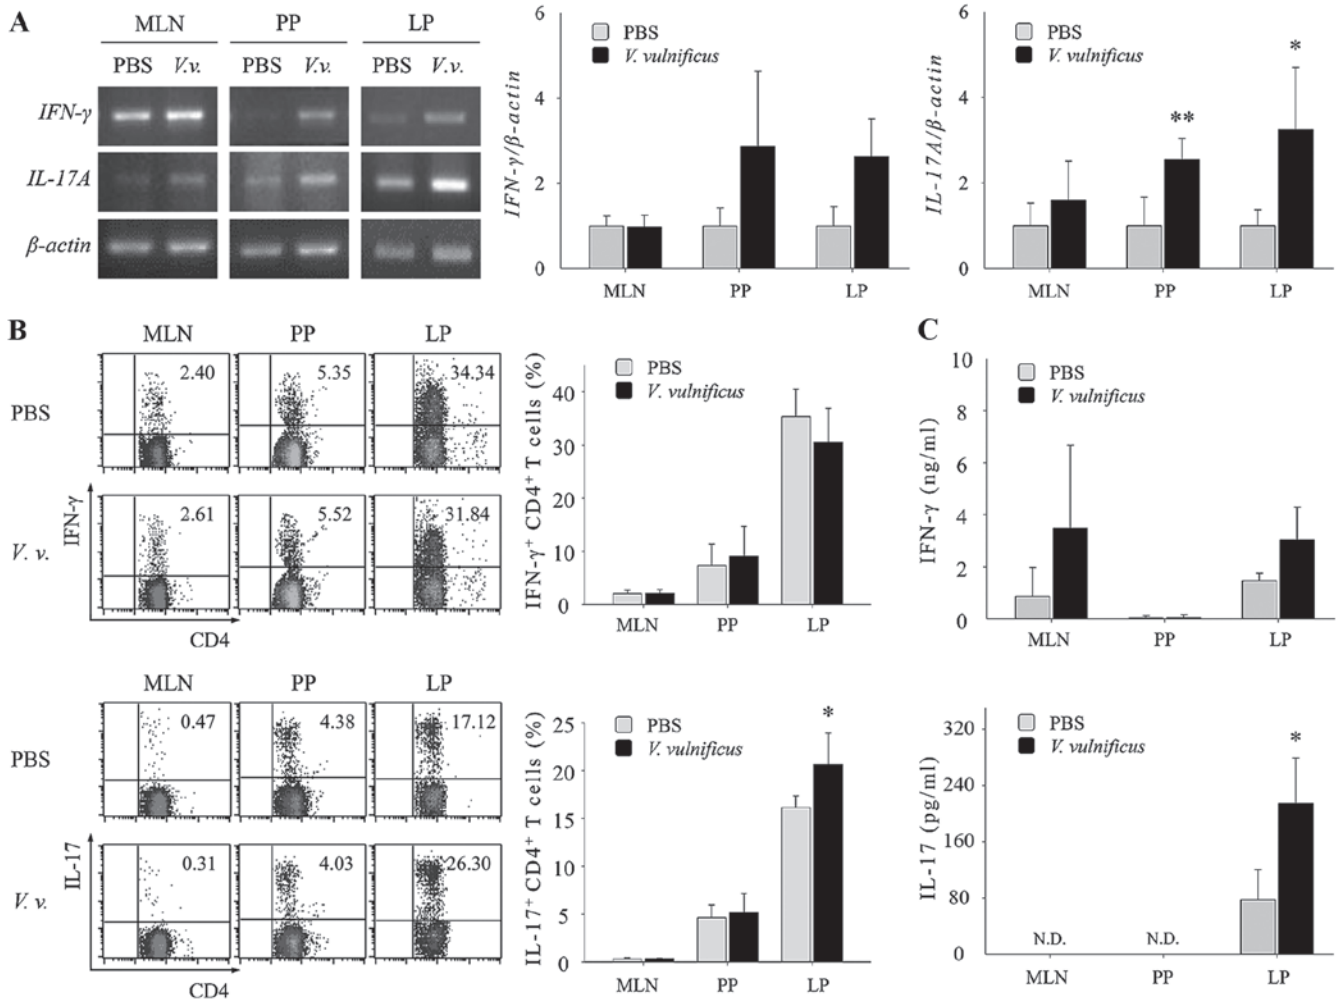 A
MLN PP LP
PBS V.v. PBS V.v. PBS V.v.
IFN-γ
IL-17A
β-actin
6
4
2
0
IFN-γ/β-actin
PBS
V. vulnificus
MLN PP LP
6
4
2
0
IL-17A/β-actin
PBS
V. vulnificus
**
*
MLN PP LP
B
MLN PP LP
PBS
2.40 5.35 34.34
V. v.
2.61 5.52 31.84
IFN-γ
CD4
IFN-γ⁺ CD4⁺ T cells (%)
40
30
20
10
0
PBS
V. vulnificus
MLN PP LP
MLN PP LP
PBS
0.47 4.38 17.12
V. v.
0.31 4.03 26.30
IL-17
CD4
IL-17⁺ CD4⁺ T cells (%)
25
20
15
10
5
0
PBS
V. vulnificus
*
MLN PP LP
C
IFN-γ (ng/ml)
10
8
6
4
2
0
PBS
V. vulnificus
MLN PP LP
IL-17 (pg/ml)
320
240
160
80
0
PBS
V. vulnificus
*
N.D. N.D.
MLN PP LP